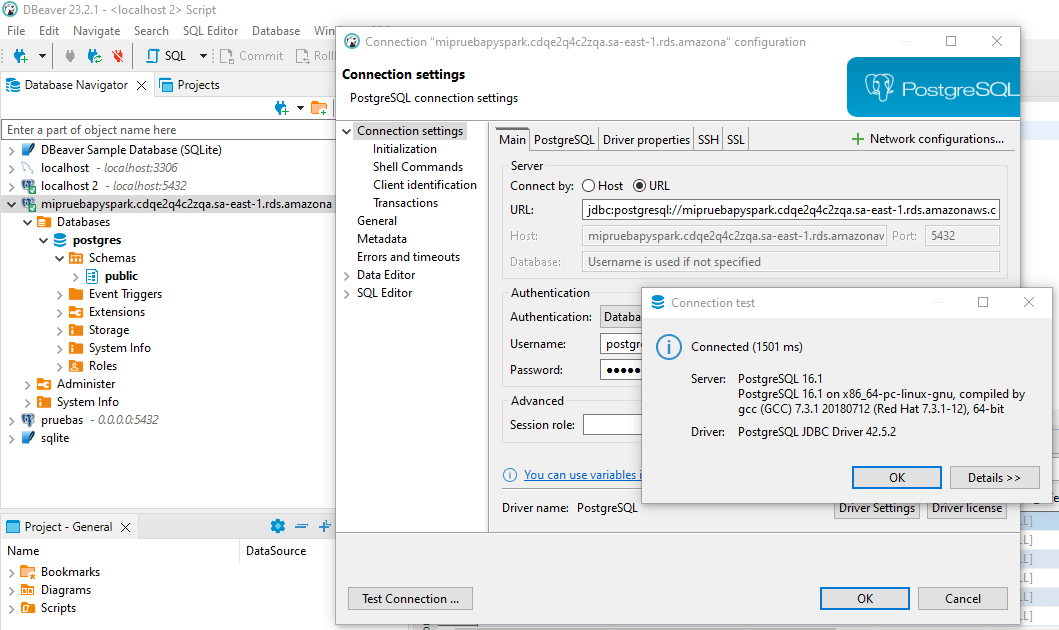 DBeaver 23.2.1 - <localhost 2> Script
File Edit Navigate Search SQL Editor Database
SQL Commit
Database Navigator Projects
Enter a part of object name here
DBeaver Sample Database (SQLite)
localhost - localhost:3306
localhost 2 - localhost:5432
mipruebapyspark.cdqe2q4c2zqa.sa-east-1.rds.amazona
Databases
postgres
Schemas
public
Event Triggers
Extensions
Storage
System Info
Roles
Administer
System Info
pruebas - 0.0.0.0:5432
sqlite
Project - General
Name DataSource
Bookmarks
Diagrams
Scripts
Connection "mipruebapyspark.cdqe2q4c2zqa.sa-east-1.rds.amazona" configuration
Connection settings
PostgreSQL connection settings
PostgreSQL
Connection settings
Initialization
Shell Commands
Client identification
Transactions
General
Metadata
Errors and timeouts
Data Editor
SQL Editor
Main PostgreSQL Driver properties SSH SSL Network configurations...
Server
Connect by: Host URL
URL: jdbc:postgresql://mipruebapyspark.cdqe2q4c2zqa.sa-east-1.rds.amazonaws.c
Host: mipruebapyspark.cdqe2q4c2zqa.sa-east-1.rds.amazonav Port: 5432
Database: Username is used if not specified
Authentication
Authentication: Databa
Username: postgr
Password: ●●●●●
Advanced
Session role:
You can use variables i
Driver name: PostgreSQL Driver Settings Driver license
Test Connection ... OK Cancel
Connection test
Connected (1501 ms)
Server: PostgreSQL 16.1
PostgreSQL 16.1 on x86_64-pc-linux-gnu, compiled by
gcc (GCC) 7.3.1 20180712 (Red Hat 7.3.1-12), 64-bit
Driver: PostgreSQL JDBC Driver 42.5.2
OK Details >>